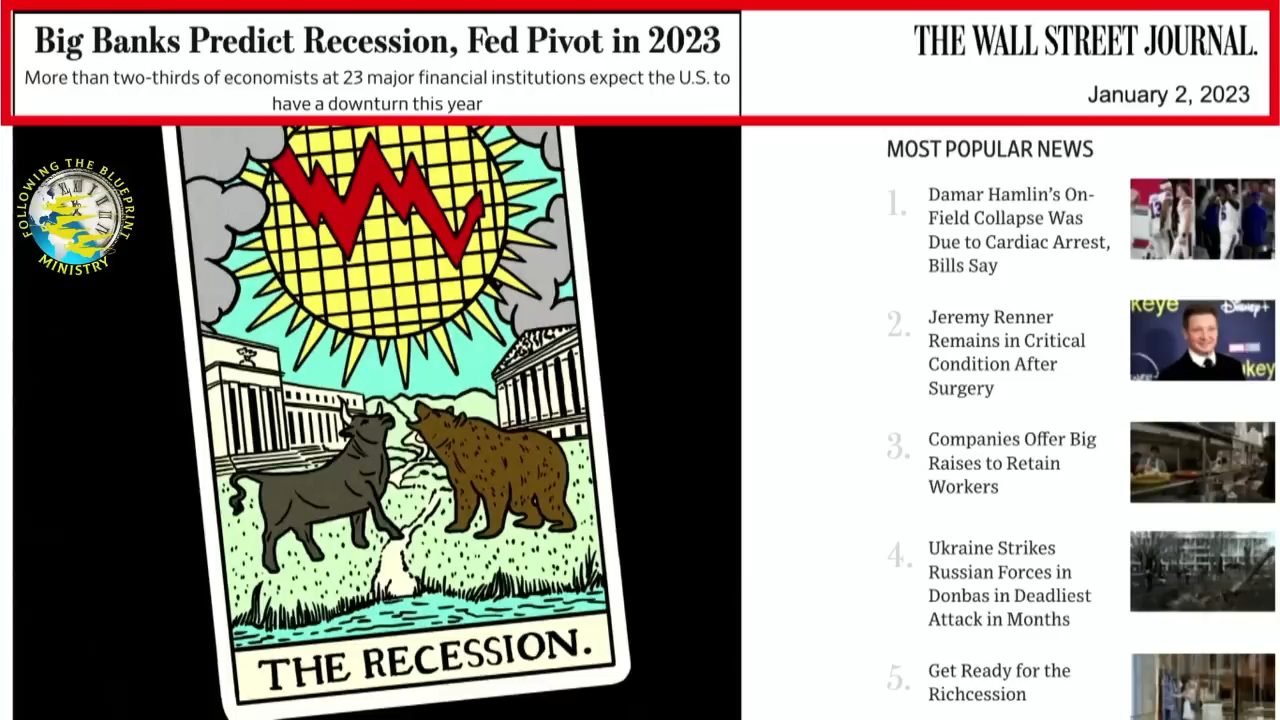 Big Banks Predict Recession, Fed Pivot in 2023
More than two-thirds of economists at 23 major financial institutions expect the U.S. to
have a downturn this year
THE WALL STREET JOURNAL.
January 2, 2023
FOLLOWING THE BLUEPRINT
MINISTRY
THE RECESSION.
MOST POPULAR NEWS
1.
Damar Hamlin's On-
Field Collapse Was
Due to Cardiac Arrest,
Bills Say
2.
Jeremy Renner
Remains in Critical
Condition After
Surgery
keye
Disney+
key
3.
Companies Offer Big
Raises to Retain
Workers
4.
Ukraine Strikes
Russian Forces in
Donbas in Deadliest
Attack in Months
5.
Get Ready for the
Richcession